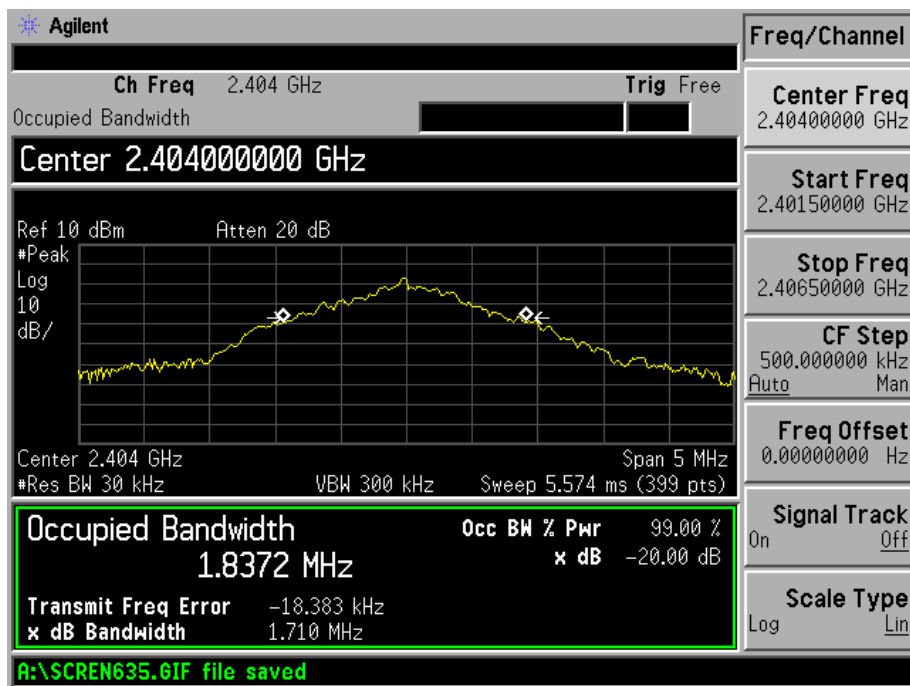 Agilent
Freq/Channel
Ch Freq 2.404 GHz Trig Free
Occupied Bandwidth
Center 2.404000000 GHz
Ref 10 dBm Atten 20 dB
#Peak
Log
10
dB/
Center 2.404 GHz Span 5 MHz
#Res BW 30 kHz VBW 300 kHz Sweep 5.574 ms (399 pts)
Occupied Bandwidth
1.8372 MHz
Occ BW % Pwr 99.00 %
x dB -20.00 dB
Transmit Freq Error -18.383 kHz
x dB Bandwidth 1.710 MHz
A:\SCREN635.GIF file saved
Center Freq
2.40400000 GHz
Start Freq
2.40150000 GHz
Stop Freq
2.40650000 GHz
CF Step
500.000000 kHz
Auto Man
Freq Offset
0.00000000 Hz
Signal Track
On Off
Scale Type
Log Lin